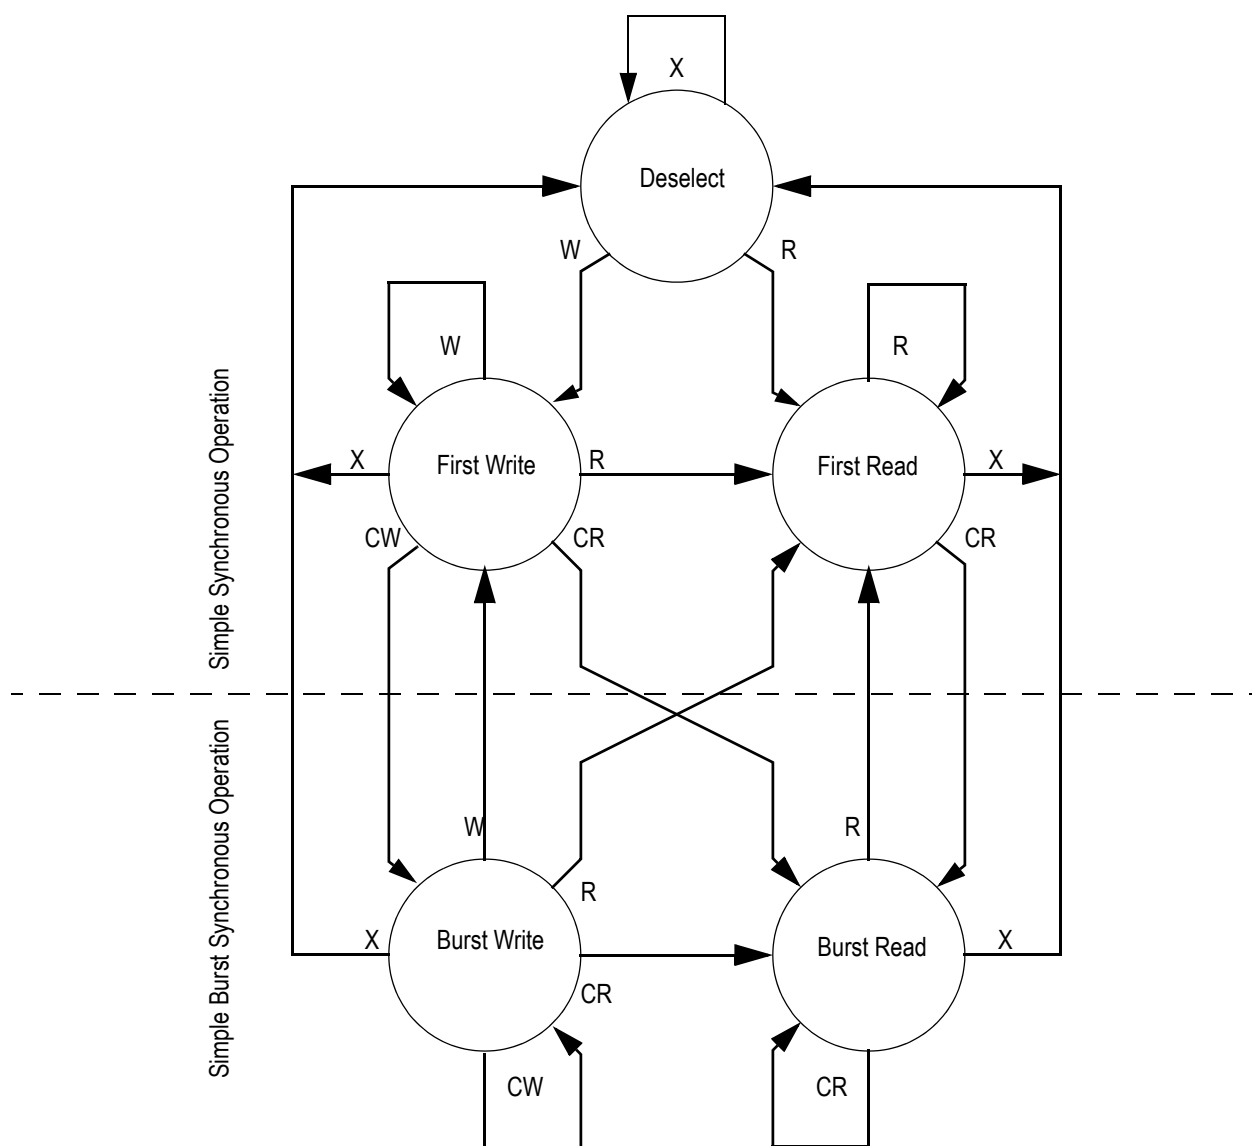 X
Deselect
W
R
W
R
X
First Write
R
First Read
X
CW
CR
CR
Simple Synchronous Operation
W
R
R
X
Burst Write
Burst Read
X
CR
Simple Burst Synchronous Operation
CW
CR